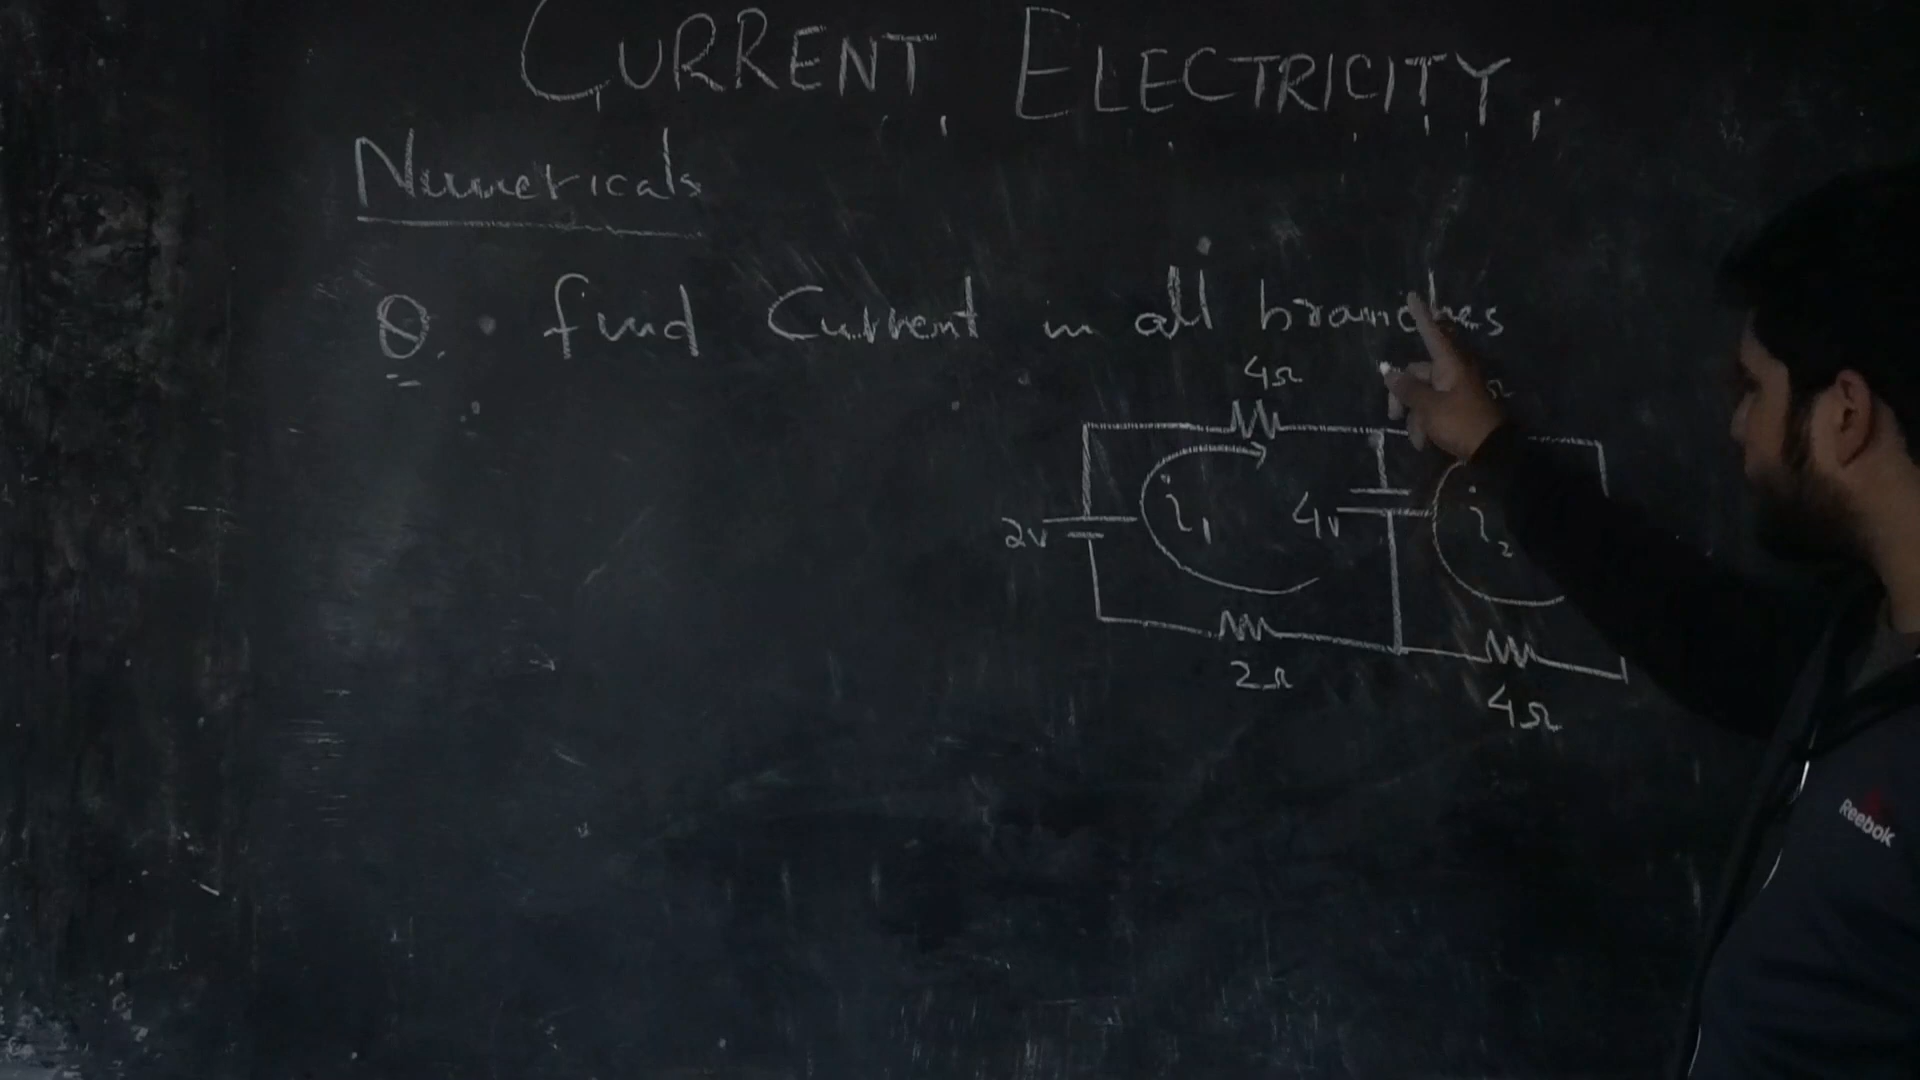 CURRENT ELECTRICITY
Numericals
Q. find Current in all branches
4Ω
Ω
2v
i₁
4v
i₂
2Ω
4Ω
Reebok